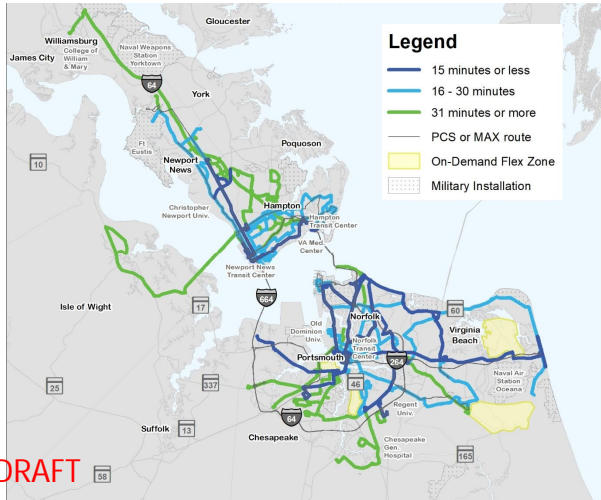 Gloucester
Williamsburg
College of
William
& Mary
James City
Naval Weapons
Station
Yorktown
64
York
Poquoson
Ft
Eustis
Newport
News
10
Christopher
Newport Univ.
Hampton
Hampton
Transit Center
VA Med.
Center
Newport News
Transit Center
664
Isle of Wight
17
Old
Dominion
Univ.
Norfolk
Norfolk
Transit
Center
60
Virginia
Beach
Portsmouth
264
Naval Air
Station
Oceana
25
337
46
Regent
Univ.
64
Suffolk
13
Chesapeake
Chesapeake
Gen.
Hospital
165
58
DRAFT
Legend
15 minutes or less
16 - 30 minutes
31 minutes or more
PCS or MAX route
On-Demand Flex Zone
Military Installation